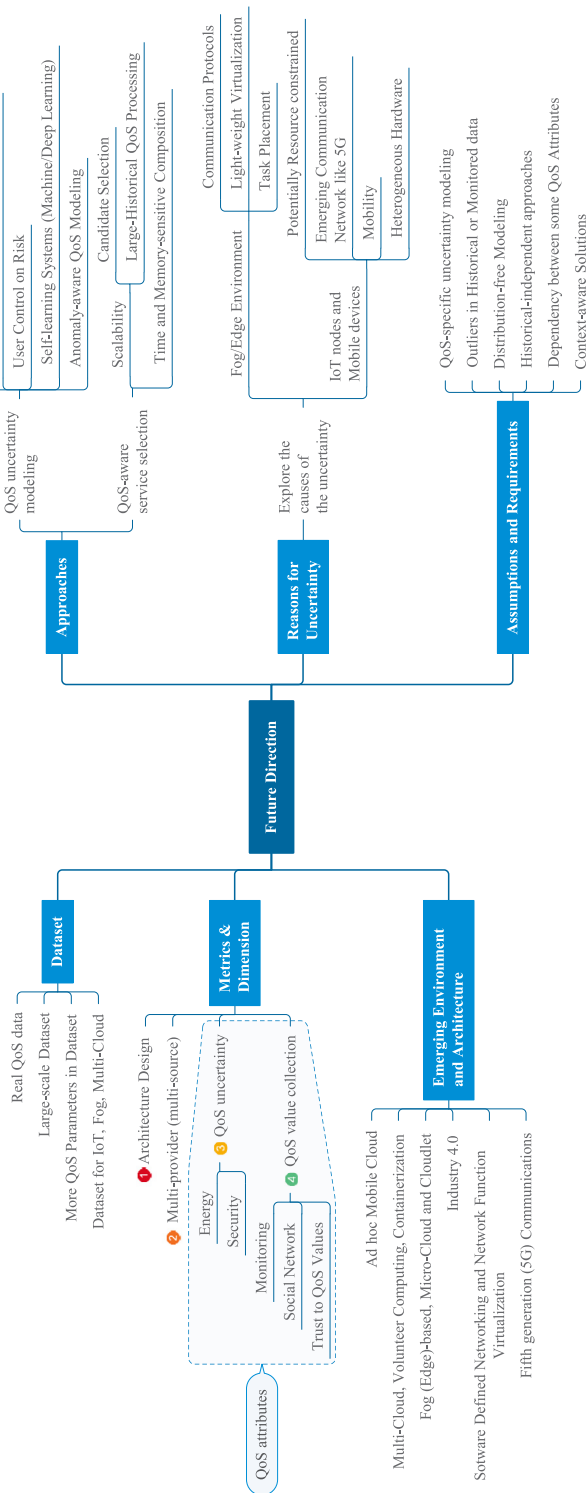 Future Direction
Approaches
QoS uncertainty
modeling
User Control on Risk
Self-learning Systems (Machine/Deep Learning)
Anomaly-aware QoS Modeling
QoS-aware
service selection
Scalability
Candidate Selection
Large-Historical QoS Processing
Time and Memory-sensitive Composition
Reasons for
Uncertainty
Explore the
causes of
the uncertainty
Fog/Edge Environment
Communication Protocols
Light-weight Virtualization
Task Placement
IoT nodes and
Mobile devices
Potentially Resource constrained
Emerging Communication
Network like 5G
Mobility
Heterogeneous Hardware
Assumptions and Requirements
QoS-specific uncertainty modeling
Outliers in Historical or Monitored data
Distribution-free Modeling
Historical-independent approaches
Dependency between some QoS Attributes
Context-aware Solutions
Dataset
Real QoS data
Large-scale Dataset
More QoS Parameters in Dataset
Dataset for IoT, Fog, Multi-Cloud
Metrics &
Dimension
1 Architecture Design
2 Multi-provider (multi-source)
3 QoS uncertainty
Energy
Security
4 QoS value collection
Monitoring
Social Network
Trust to QoS Values
QoS attributes
Emerging Environment
and Architecture
Ad hoc Mobile Cloud
Multi-Cloud, Volunteer Computing, Containerization
Fog (Edge)-based, Micro-Cloud and Cloudlet
Industry 4.0
Sotware Defined Networking and Network Function
Virtualization
Fifth generation (5G) Communications